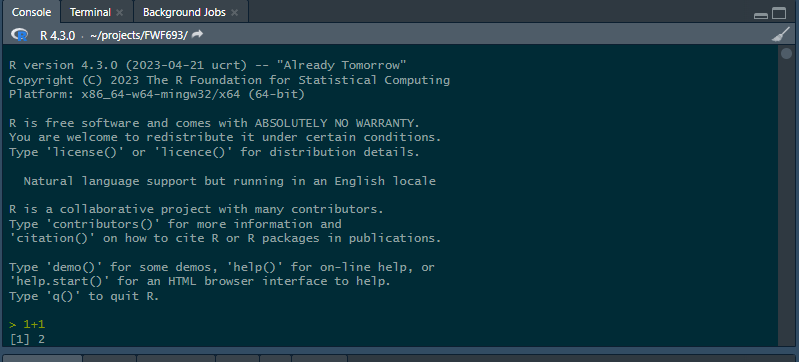 Console Terminal Background Jobs
R 4.3.0 · ~/projects/FWF693/
R version 4.3.0 (2023-04-21 ucrt) -- "Already Tomorrow"
Copyright (C) 2023 The R Foundation for Statistical Computing
Platform: x86_64-w64-mingw32/x64 (64-bit)
R is free software and comes with ABSOLUTELY NO WARRANTY.
You are welcome to redistribute it under certain conditions.
Type 'license()' or 'licence()' for distribution details.
Natural language support but running in an English locale
R is a collaborative project with many contributors.
Type 'contributors()' for more information and
'citation()' on how to cite R or R packages in publications.
Type 'demo()' for some demos, 'help()' for on-line help, or
'help.start()' for an HTML browser interface to help.
Type 'q()' to quit R.
> 1+1
[1] 2